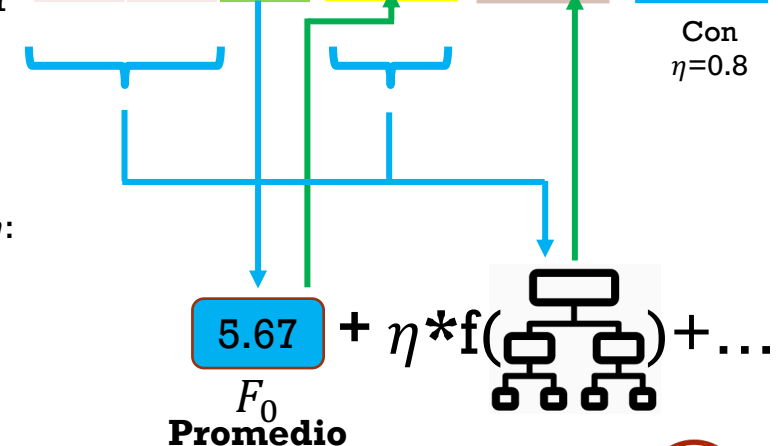 Con
η=0.8
:
5.67 + η*f( )+...
F₀
Promedio